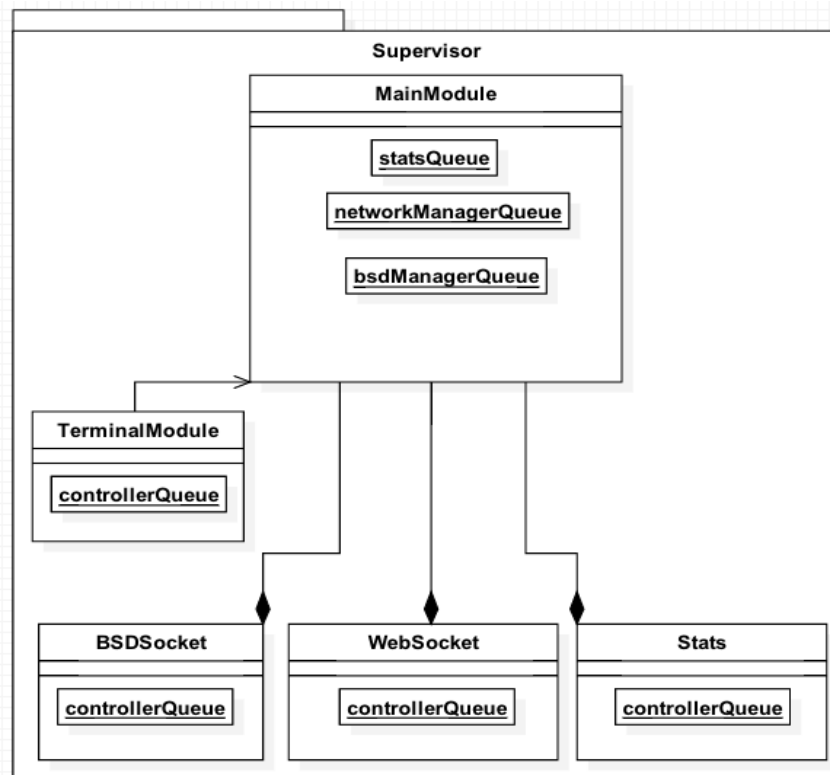 Supervisor
MainModule
statsQueue
networkManagerQueue
bsdManagerQueue
TerminalModule
controllerQueue
BSDSocket
controllerQueue
WebSocket
controllerQueue
Stats
controllerQueue